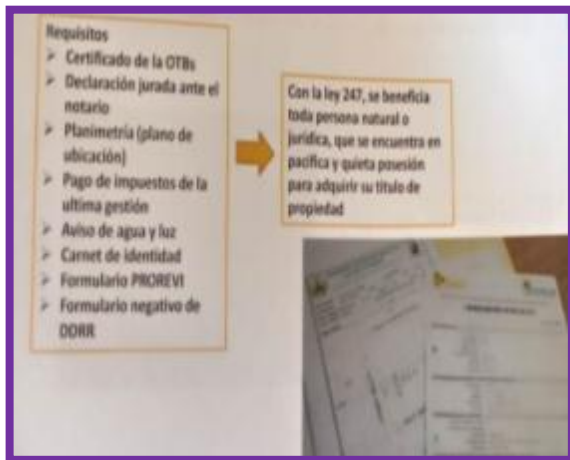 Requisitos
➤ Certificado de la OTBs
➤ Declaración jurada ante el
notario
➤ Planimetría (plano de
ubicación)
➤ Pago de impuestos de la
ultima gestión
➤ Aviso de agua y luz
➤ Carnet de identidad
➤ Formulario PROREVI
➤ Formulario negativo de
DDRR
Con la ley 247, se beneficia
toda persona natural o
jurídica, que se encuentra en
pacifica y quieta posesión
para adquirir su titulo de
propiedad